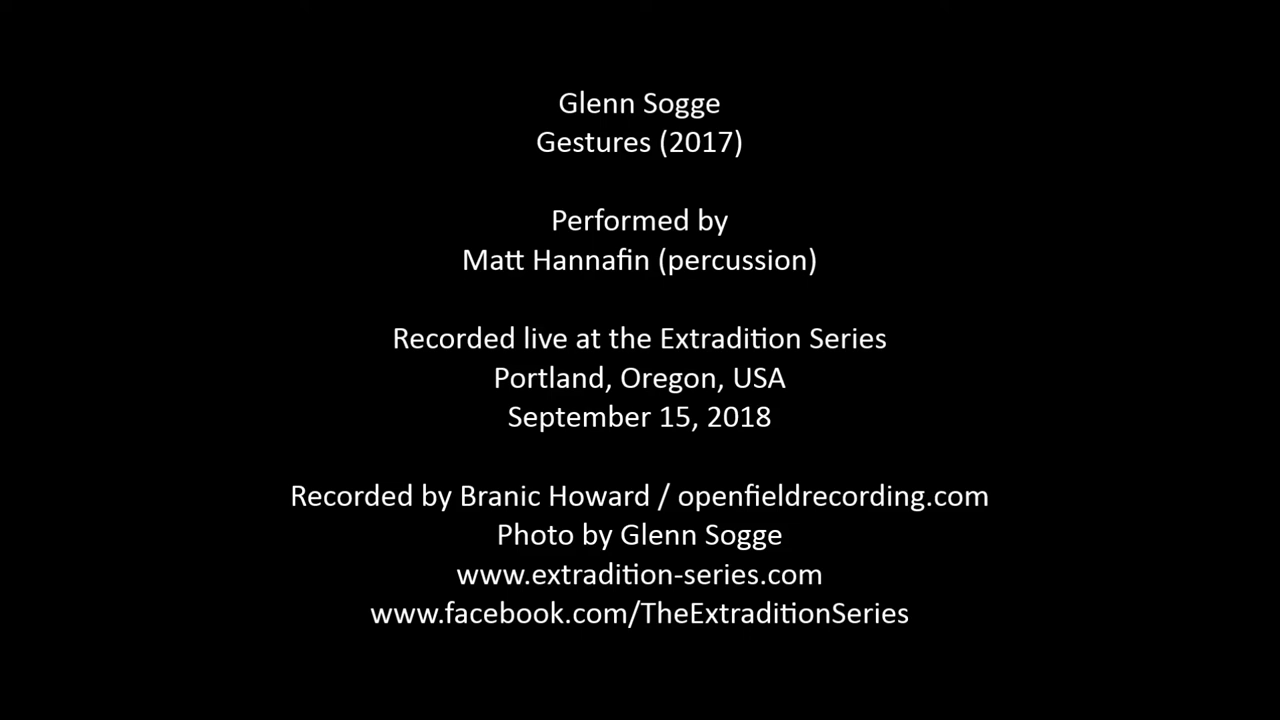 Glenn Sogge
Gestures (2017)
Performed by
Matt Hannafin (percussion)
Recorded live at the Extradition Series
Portland, Oregon, USA
September 15, 2018
Recorded by Branic Howard / openfieldrecording.com
Photo by Glenn Sogge
www.extradition-series.com
www.facebook.com/TheExtraditionSeries